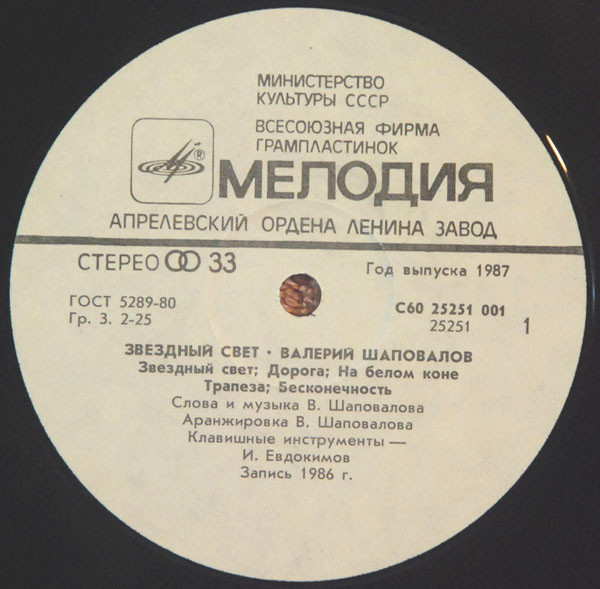 МИНИСТЕРСТВО
КУЛЬТУРЫ СССР
ВСЕСОЮЗНАЯ ФИРМА
ГРАМПЛАСТИНОК
®
МЕЛОДИЯ
АПРЕЛЕВСКИЙ ОРДЕНА ЛЕНИНА ЗАВОД
СТЕРЕО 33
Год выпуска 1987
ГОСТ 5289-80
С60 25251 001
Гр. 3. 2-25
25251
1
ЗВЕЗДНЫЙ СВЕТ · ВАЛЕРИЙ ШАПОВАЛОВ
Звездный свет; Дорога; На белом коне
Трапеза; Бесконечность
Слова и музыка В. Шаповалова
Аранжировка В. Шаповалова
Клавишные инструменты —
И. Евдокимов
Запись 1986 г.